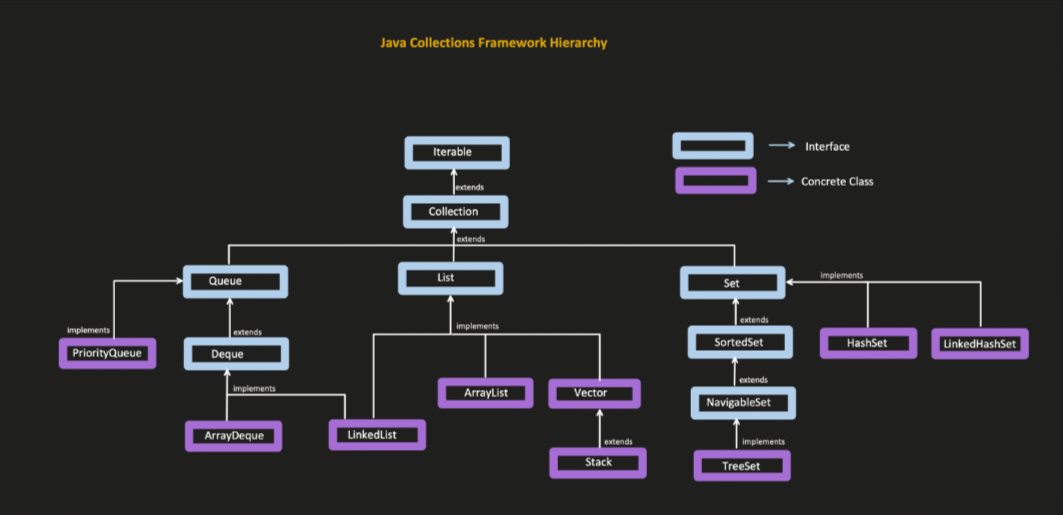 Java Collections Framework Hierarchy
Iterable
Interface
extends
Concrete Class
Collection
extends
Queue
List
Set
implements
implements
extends
implements
extends
PriorityQueue
Deque
SortedSet
HashSet
LinkedHashSet
implements
extends
ArrayList
Vector
NavigableSet
ArrayDeque
LinkedList
extends
implements
Stack
TreeSet